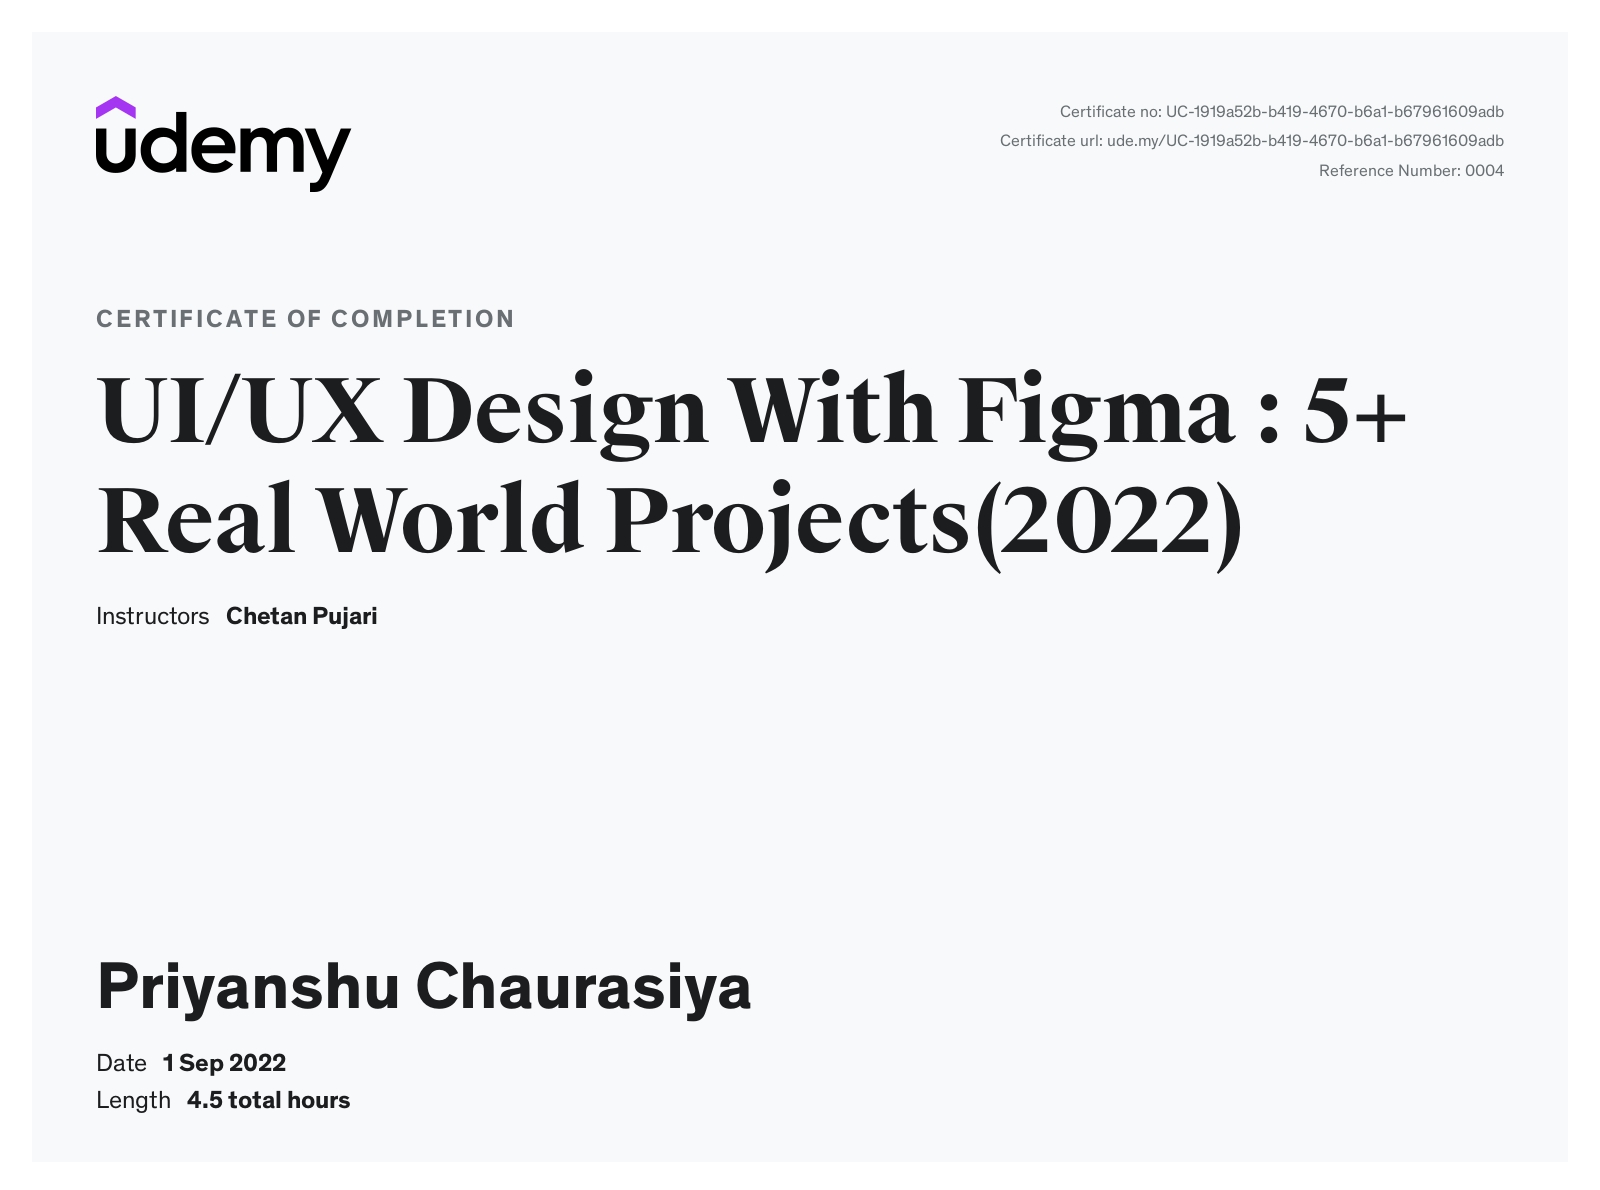 udemy
Certificate no: UC-1919a52b-b419-4670-b6a1-b67961609adb
Certificate url: ude.my/UC-1919a52b-b419-4670-b6a1-b67961609adb
Reference Number: 0004
CERTIFICATE OF COMPLETION
UI/UX Design With Figma : 5+
Real World Projects(2022)
Instructors Chetan Pujari
Priyanshu Chaurasiya
Date 1 Sep 2022
Length 4.5 total hours